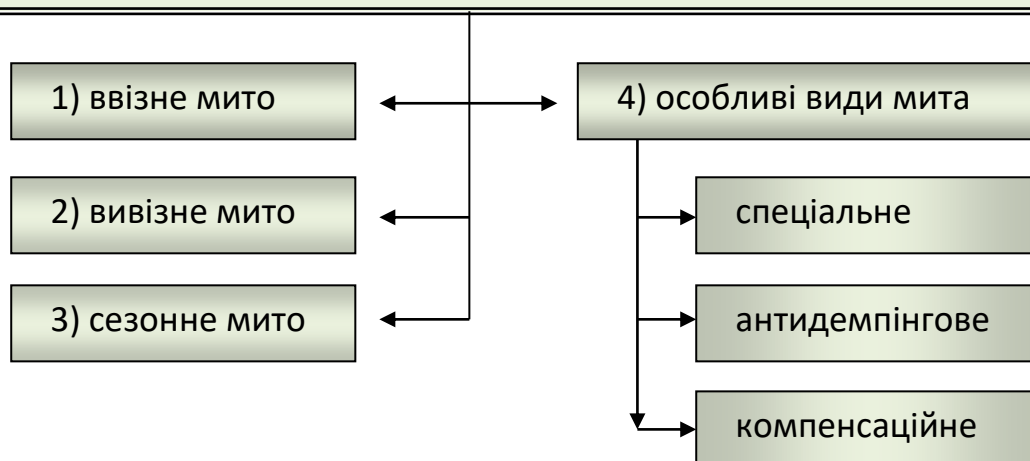 1) ввізне мито
2) вивізне мито
3) сезонне мито
4) особливі види мита
спеціальне
антидемпінгове
компенсаційне